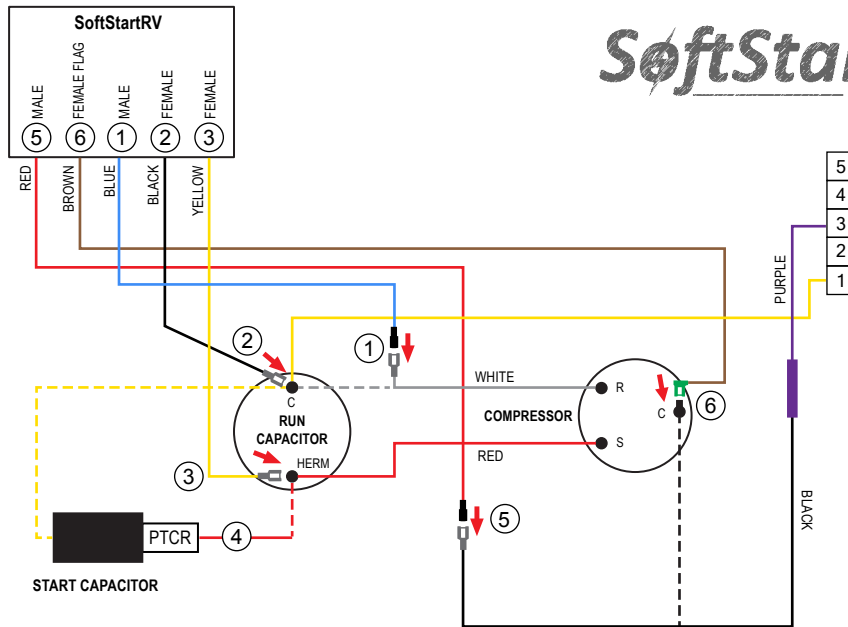 SoftStartRV
MALE
FEMALE FLAG
MALE
FEMALE
FEMALE
5
6
1
2
3
RED
BROWN
BLUE
BLACK
YELLOW
SoftSta
5
4
3
2
1
PURPLE
2
1
WHITE
C
RUN
CAPACITOR
HERM
COMPRESSOR
R
C
S
6
RED
3
5
BLACK
PTCR
4
START CAPACITOR